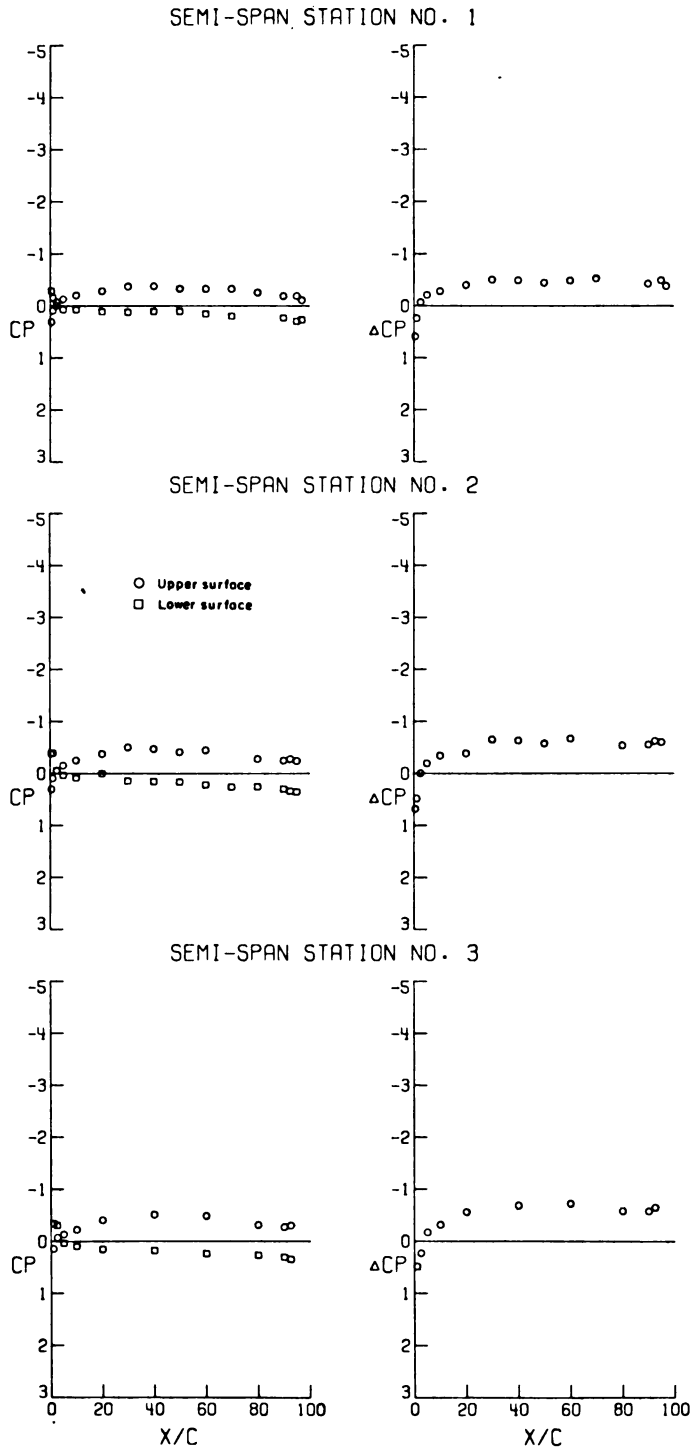 SEMI-SPAN STATION NO. 1
-5 -5
-4 -4
-3 -3
-2 -2
-1 -1
0 0
CP ΔCP
1 1
2 2
3 3
SEMI-SPAN STATION NO. 2
-5 -5
-4 -4
○ Upper surface
□ Lower surface
-3 -3
-2 -2
-1 -1
0 0
CP ΔCP
1 1
2 2
3 3
SEMI-SPAN STATION NO. 3
-5 -5
-4 -4
-3 -3
-2 -2
-1 -1
0 0
CP ΔCP
1 1
2 2
3 3
0 20 40 60 80 100 0 20 40 60 80 100
X/C X/C